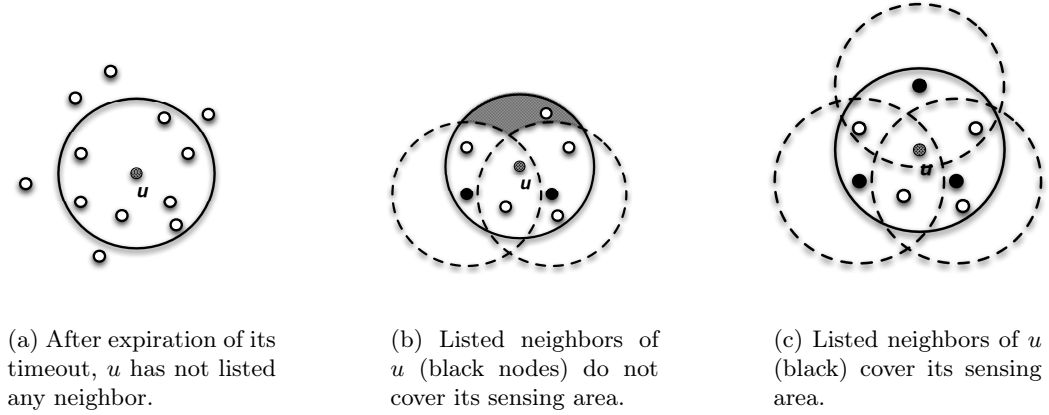 u
u
u
(a) After expiration of its
timeout, u has not listed
any neighbor.
(b) Listed neighbors of
u (black nodes) do not
cover its sensing area.
(c) Listed neighbors of u
(black) cover its sensing
area.